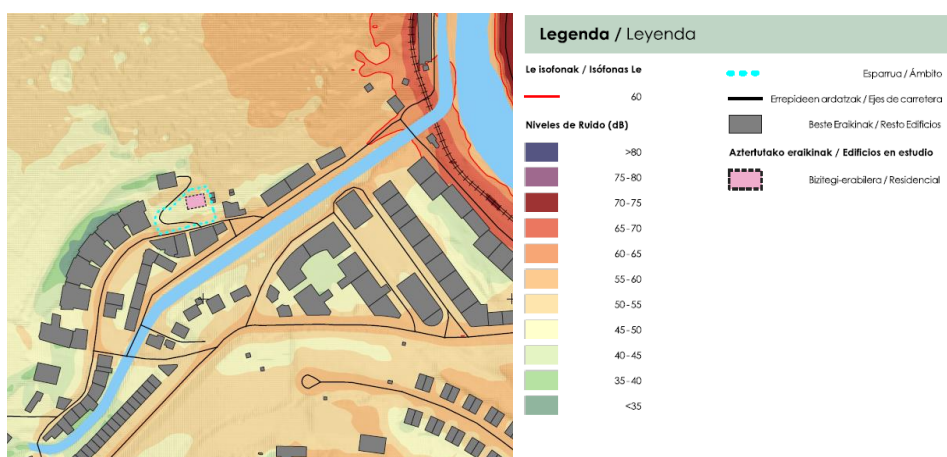 Legenda / Leyenda
Le isofonak / Isófonas Le
60
Niveles de Ruido (dB)
>80
75-80
70-75
65-70
60-65
55-60
50-55
45-50
40-45
35-40
<35
Esparrua / Ámbito
Errepideen ardatzak / Ejes de carretera
Beste Eraikinak / Resto Edificios
Aztertutako eraikinak / Edificios en estudio
Bizitegi-erabilera / Residencial